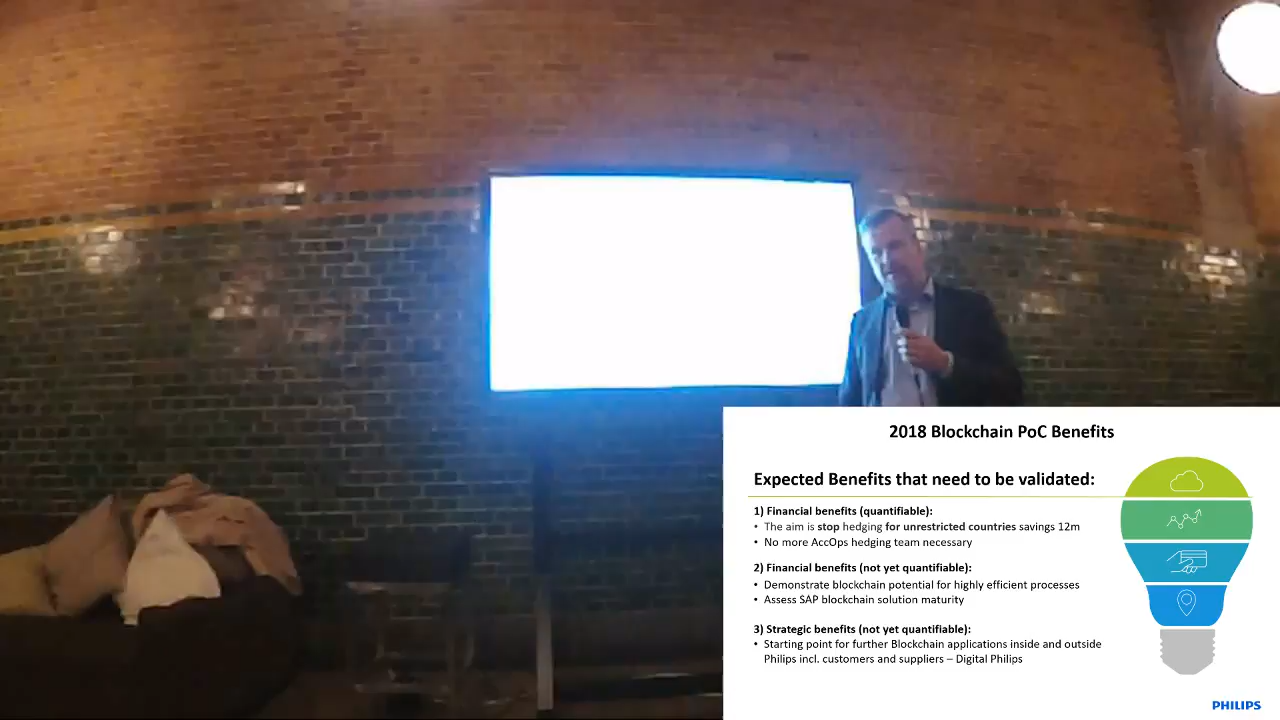 2018 Blockchain PoC Benefits
Expected Benefits that need to be validated:
1) Financial benefits (quantifiable):
• The aim is stop hedging for unrestricted countries savings 12m
• No more AccOps hedging team necessary
2) Financial benefits (not yet quantifiable):
• Demonstrate blockchain potential for highly efficient processes
• Assess SAP blockchain solution maturity
3) Strategic benefits (not yet quantifiable):
• Starting point for further Blockchain applications inside and outside
Philips incl. customers and suppliers – Digital Philips
PHILIPS